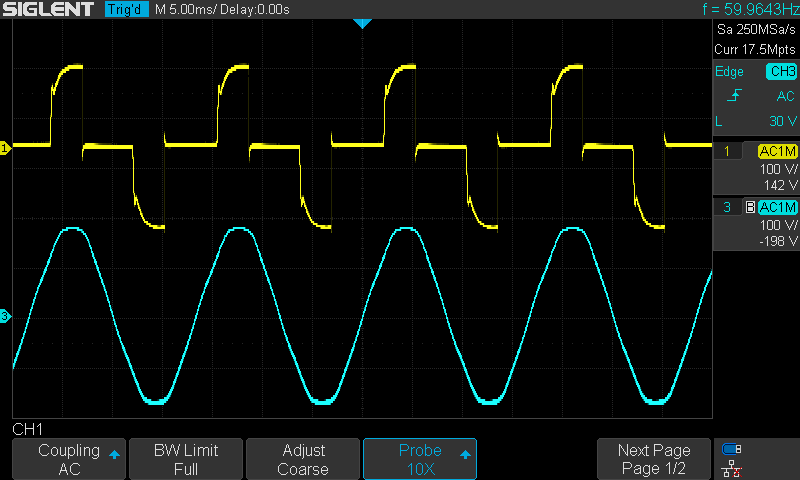 SIGLENT Trig'd M 5.00ms/ Delay:0.00s f = 59.9643Hz
Sa 250MSa/s
Curr 17.5Mpts
Edge CH3
AC
L 30 V
1 AC1M
100 V/
142 V
3 B AC1M
100 V/
-198 V
1
3
CH1
Coupling
AC
BW Limit
Full
Adjust
Coarse
Probe
10X
Next Page
Page 1/2